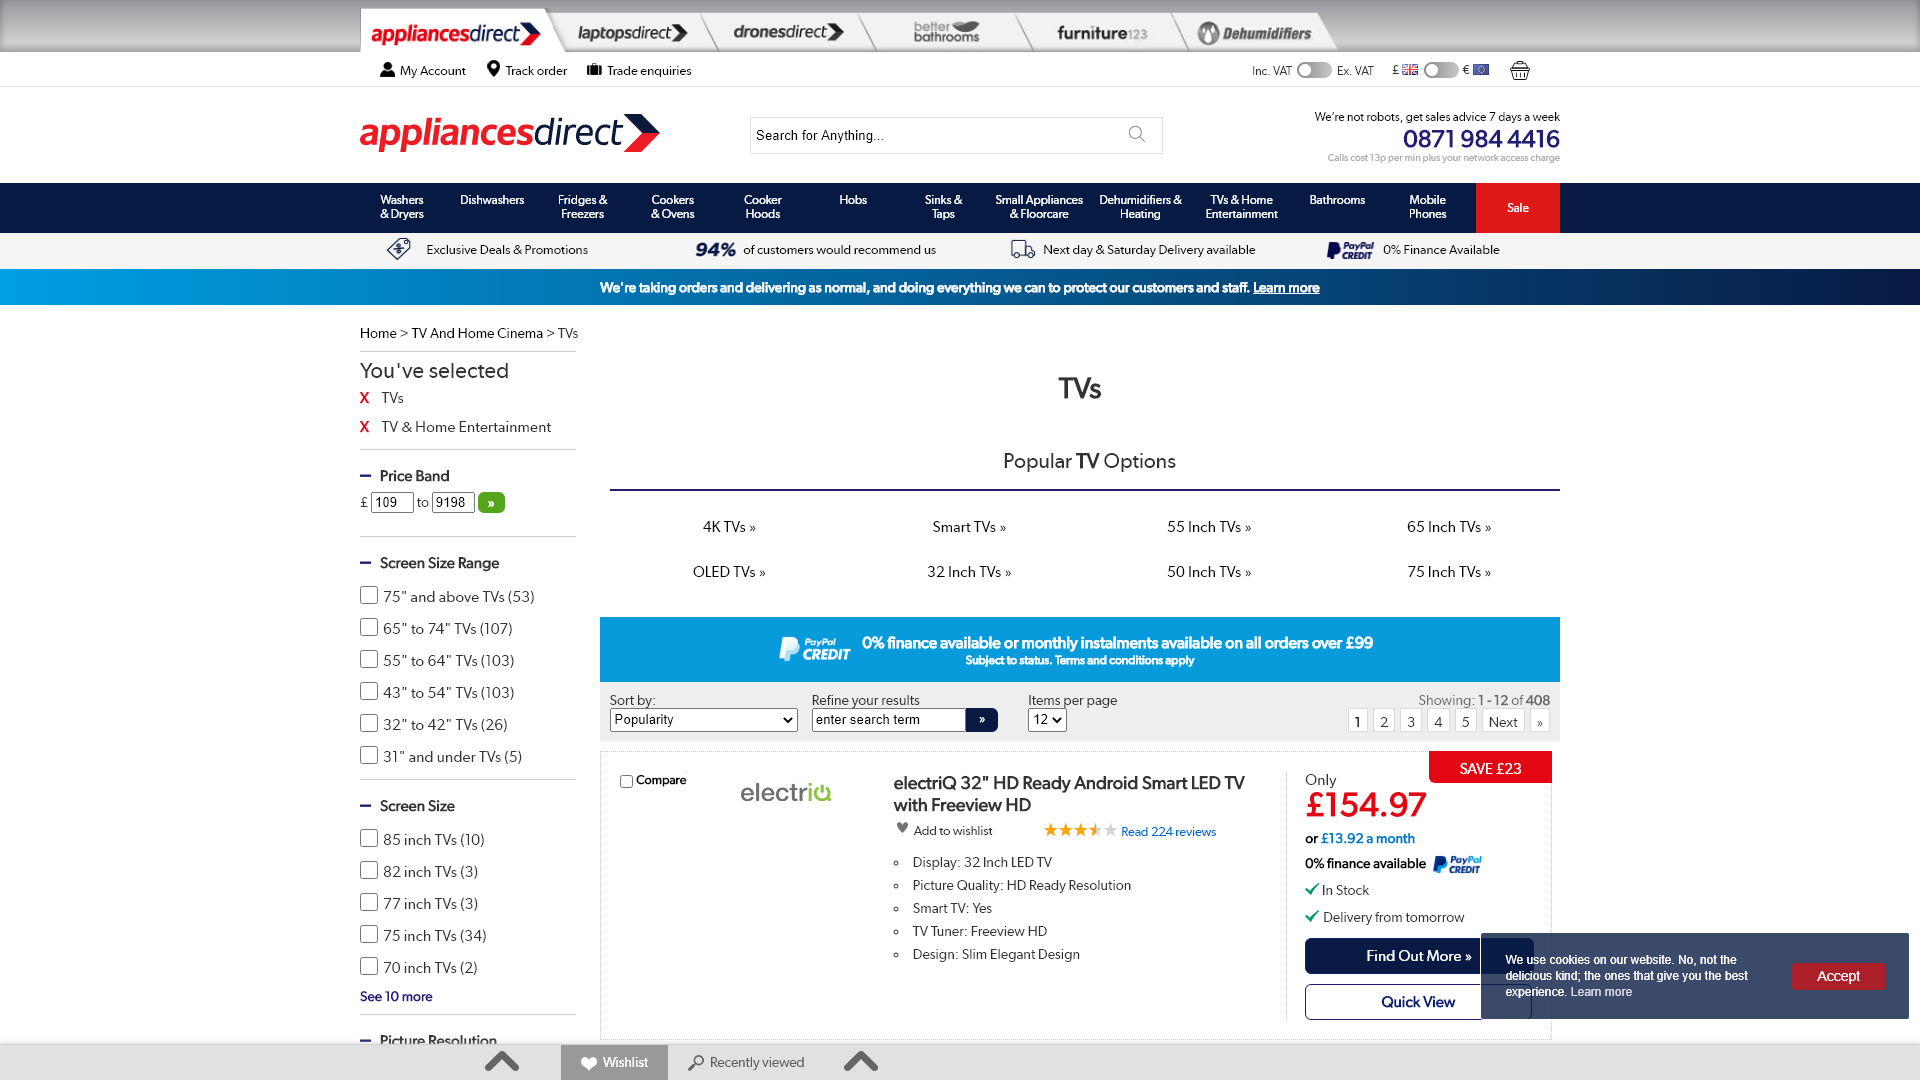 appliancesdirect
laptopsdirect
dronesdirect
better bathrooms
furniture123
Dehumidifiers
My Account
Track order
Trade enquiries
Inc. VAT
Ex. VAT
£
€
appliancesdirect
Search for Anything...
We're not robots, get sales advice 7 days a week
0871 984 4416
Calls cost 13p per min plus your network access charge
Washers & Dryers
Dishwashers
Fridges & Freezers
Cookers & Ovens
Cooker Hoods
Hobs
Sinks & Taps
Small Appliances & Floorcare
Dehumidifiers & Heating
TVs & Home Entertainment
Bathrooms
Mobile Phones
Sale
Exclusive Deals & Promotions
94% of customers would recommend us
Next day & Saturday Delivery available
PayPal CREDIT 0% Finance Available
We're taking orders and delivering as normal, and doing everything we can to protect our customers and staff. Learn more
Home > TV And Home Cinema > TVs
You've selected
X TVs
X TV & Home Entertainment
Price Band
£ 109 to 9198 »
Screen Size Range
75" and above TVs (53)
65" to 74" TVs (107)
55" to 64" TVs (103)
43" to 54" TVs (103)
32" to 42" TVs (26)
31" and under TVs (5)
Screen Size
85 inch TVs (10)
82 inch TVs (3)
77 inch TVs (3)
75 inch TVs (34)
70 inch TVs (2)
See 10 more
Picture Resolution
TVs
Popular TV Options
4K TVs »
Smart TVs »
55 Inch TVs »
65 Inch TVs »
OLED TVs »
32 Inch TVs »
50 Inch TVs »
75 Inch TVs »
PayPal CREDIT
0% finance available or monthly instalments available on all orders over £99
Subject to status. Terms and conditions apply
Sort by:
Popularity
Refine your results
enter search term »
Items per page
12
Showing: 1 - 12 of 408
1 2 3 4 5 Next »
Compare
electriQ
electriQ 32" HD Ready Android Smart LED TV
with Freeview HD
Add to wishlist
Read 224 reviews
Display: 32 Inch LED TV
Picture Quality: HD Ready Resolution
Smart TV: Yes
TV Tuner: Freeview HD
Design: Slim Elegant Design
SAVE £23
Only
£154.97
or £13.92 a month
0% finance available PayPal CREDIT
In Stock
Delivery from tomorrow
Find Out More »
Quick View
We use cookies on our website. No, not the
delicious kind; the ones that give you the best
experience. Learn more
Accept
Wishlist
Recently viewed